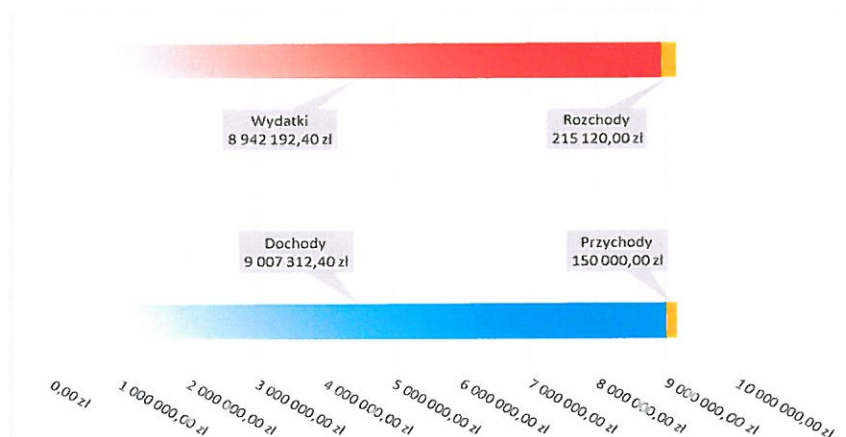 Wydatki
8 942 192,40 zł
Rozchody
215 120,00 zł
Dochody
9 007 312,40 zł
Przychody
150 000,00 zł
0,00 zł
1 000 000,00 zł
2 000 000,00 zł
3 000 000,00 zł
4 000 000,00 zł
5 000 000,00 zł
6 000 000,00 zł
7 000 000,00 zł
8 000 000,00 zł
9 000 000,00 zł
10 000 000,00 zł